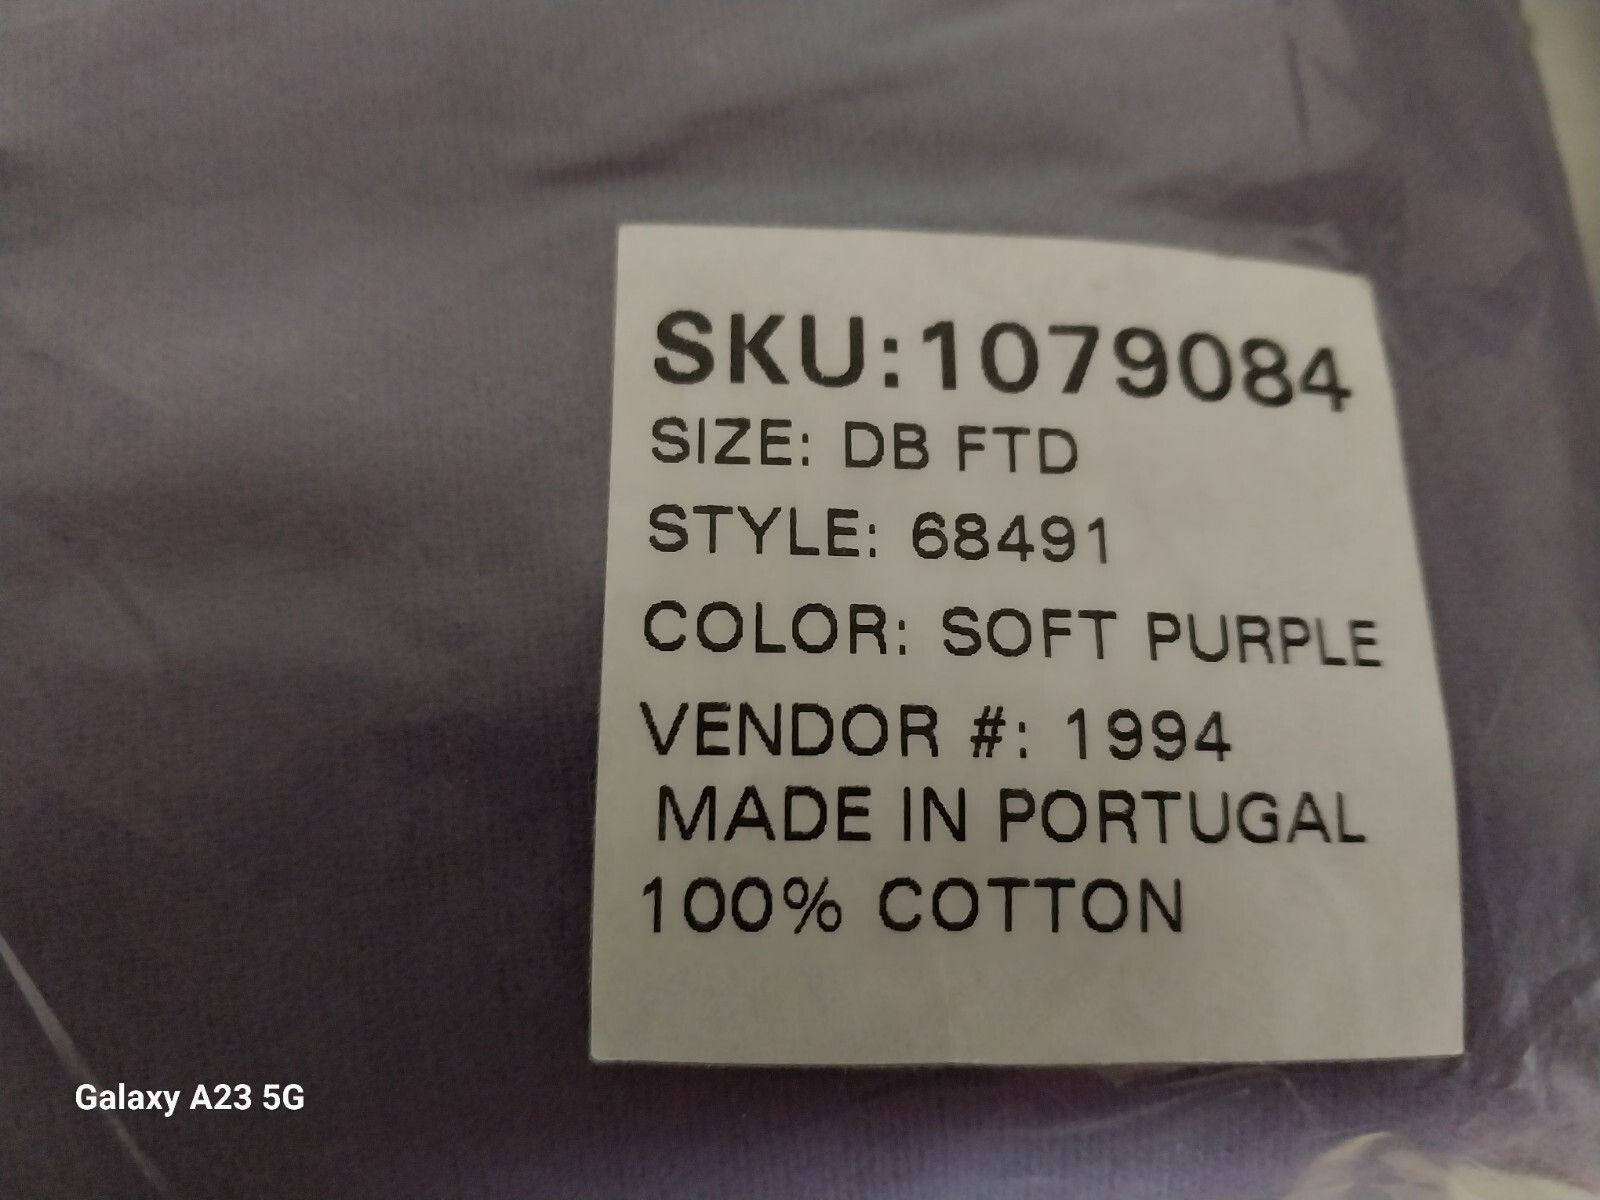 SKU:1079084
SIZE: DB FTD
STYLE: 68491
COLOR: SOFT PURPLE
VENDOR #: 1994
MADE IN PORTUGAL
100% COTTON
Galaxy A23 5G